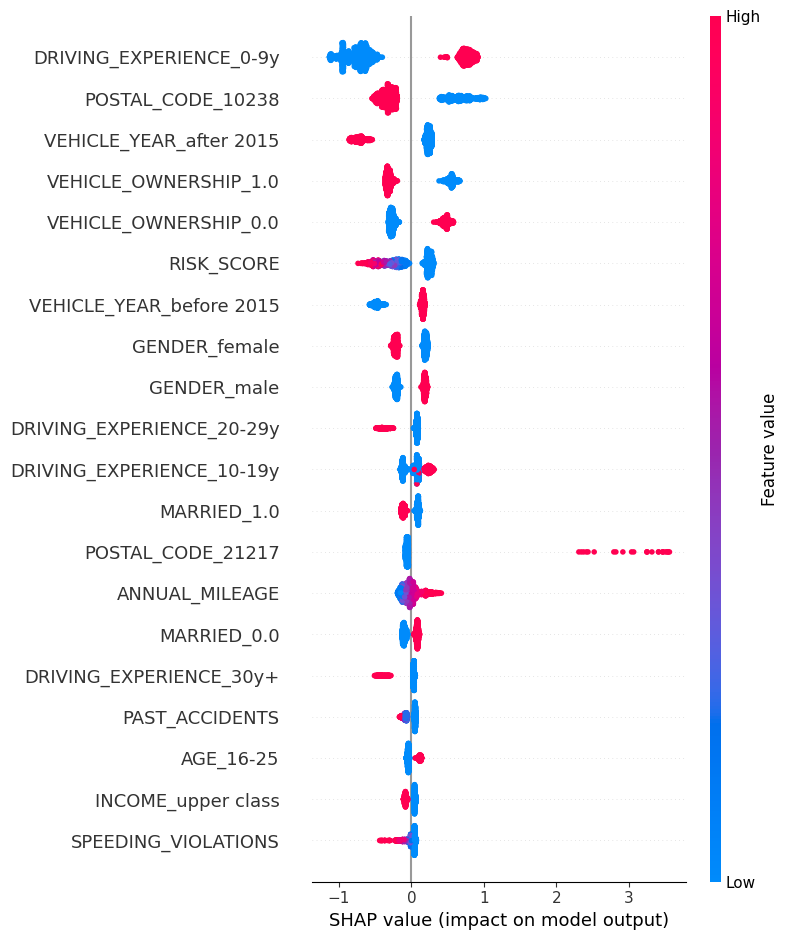 High
DRIVING_EXPERIENCE_0-9y
POSTAL_CODE_10238
VEHICLE_YEAR_after 2015
VEHICLE_OWNERSHIP_1.0
VEHICLE_OWNERSHIP_0.0
RISK_SCORE
VEHICLE_YEAR_before 2015
GENDER_female
GENDER_male
DRIVING_EXPERIENCE_20-29y
DRIVING_EXPERIENCE_10-19y
MARRIED_1.0
POSTAL_CODE_21217
ANNUAL_MILEAGE
MARRIED_0.0
DRIVING_EXPERIENCE_30y+
PAST_ACCIDENTS
AGE_16-25
INCOME_upper class
SPEEDING_VIOLATIONS
Feature value
Low
−1 0 1 2 3
SHAP value (impact on model output)